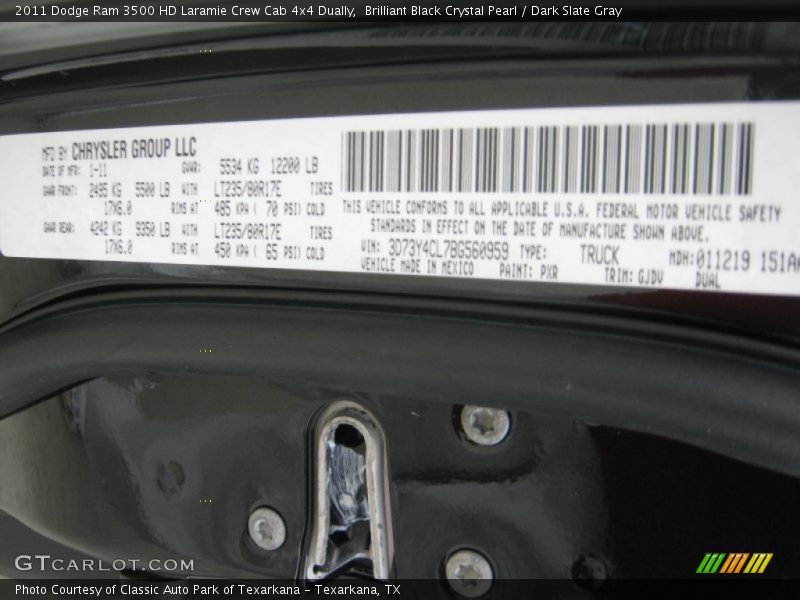 2011 Dodge Ram 3500 HD Laramie Crew Cab 4x4 Dually,  Brilliant Black Crystal Pearl / Dark Slate Gray
MFD BY CHRYSLER GROUP LLC
DATE OF MFR: 1-11 GVWR: 5534 KG 12200 LB
GAWR FRONT: 2495 KG 5500 LB WITH LT235/80R17E TIRES
17X6.0 RIMS AT 485 KPA ( 70 PSI) COLD
GAWR REAR: 4242 KG 9350 LB WITH LT235/80R17E TIRES
17X6.0 RIMS AT 450 KPA ( 65 PSI) COLD
THIS VEHICLE CONFORMS TO ALL APPLICABLE U.S.A. FEDERAL MOTOR VEHICLE SAFETY
STANDARDS IN EFFECT ON THE DATE OF MANUFACTURE SHOWN ABOVE.
VIN: 3D73Y4CL7BG560959 TYPE: TRUCK MDH:011219 151AA
VEHICLE MADE IN MEXICO PAINT: PXR TRIM: GJDV DUAL
GTCARLOT.COM
Photo Courtesy of Classic Auto Park of Texarkana - Texarkana, TX